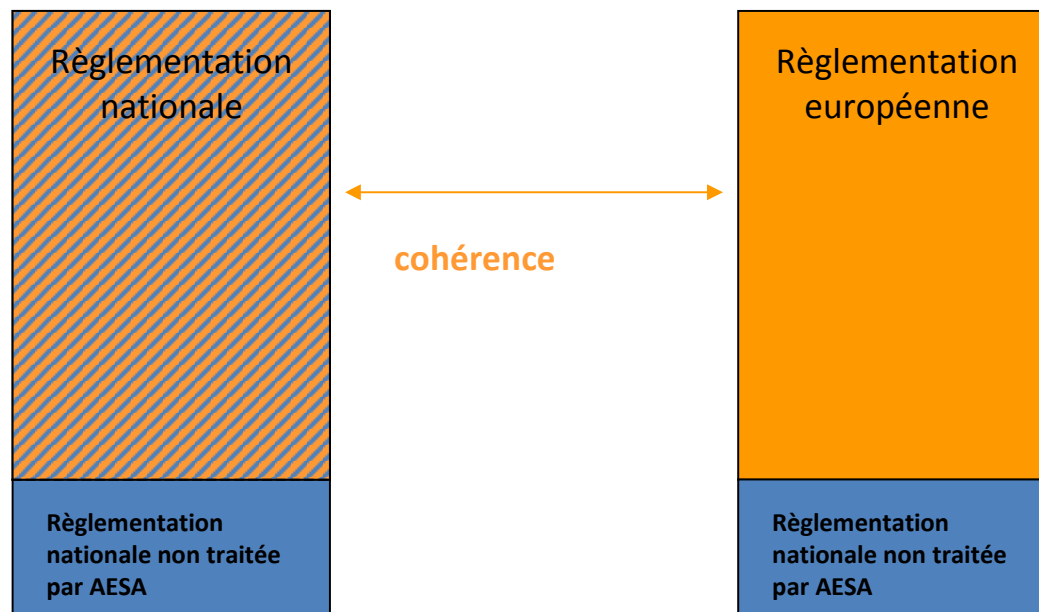 Règlementation
nationale
Règlementation
européenne
cohérence
Règlementation
nationale non traitée
par AESA
Règlementation
nationale non traitée
par AESA